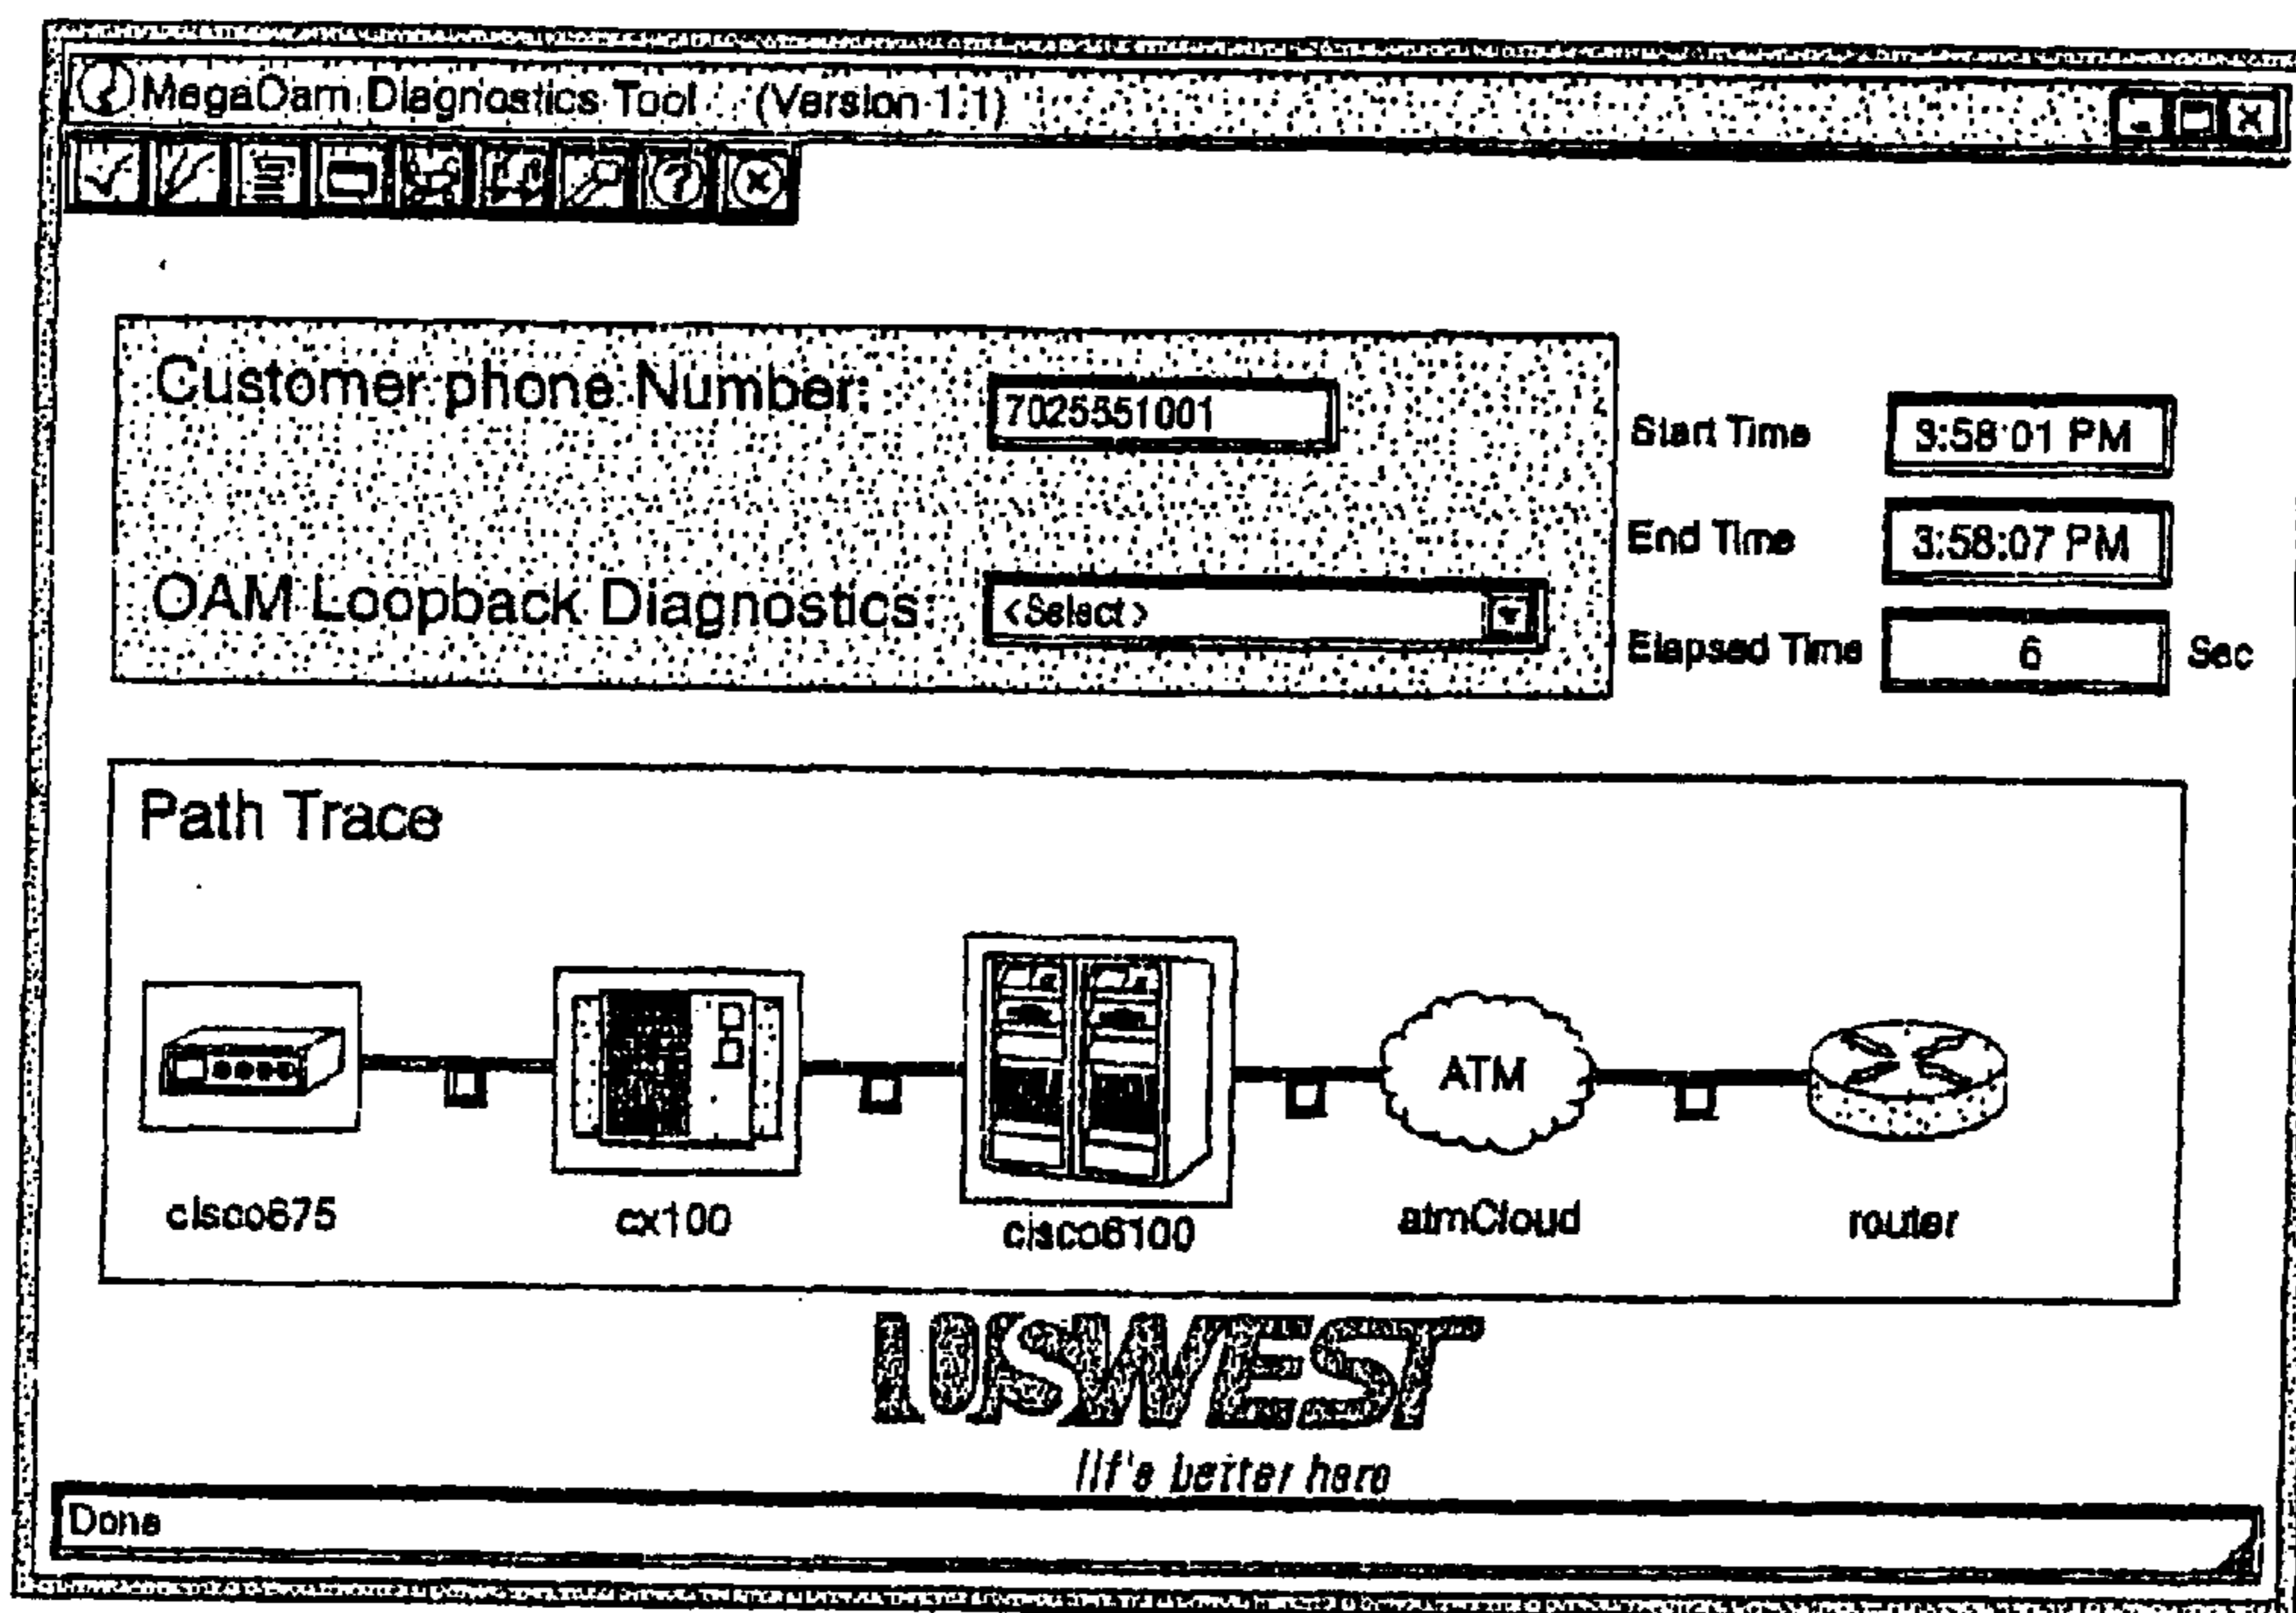 MegaOam Diagnostics Tool (Version 1.1)
Customer phone Number:
7025551001
Start Time
3:58:01 PM
End Time
3:58:07 PM
OAM Loopback Diagnostics:
<Select>
Elapsed Time
6
Sec
Path Trace
ATM
cisco675
cx100
cisco6100
atmCloud
router
USWEST
it's better here
Done